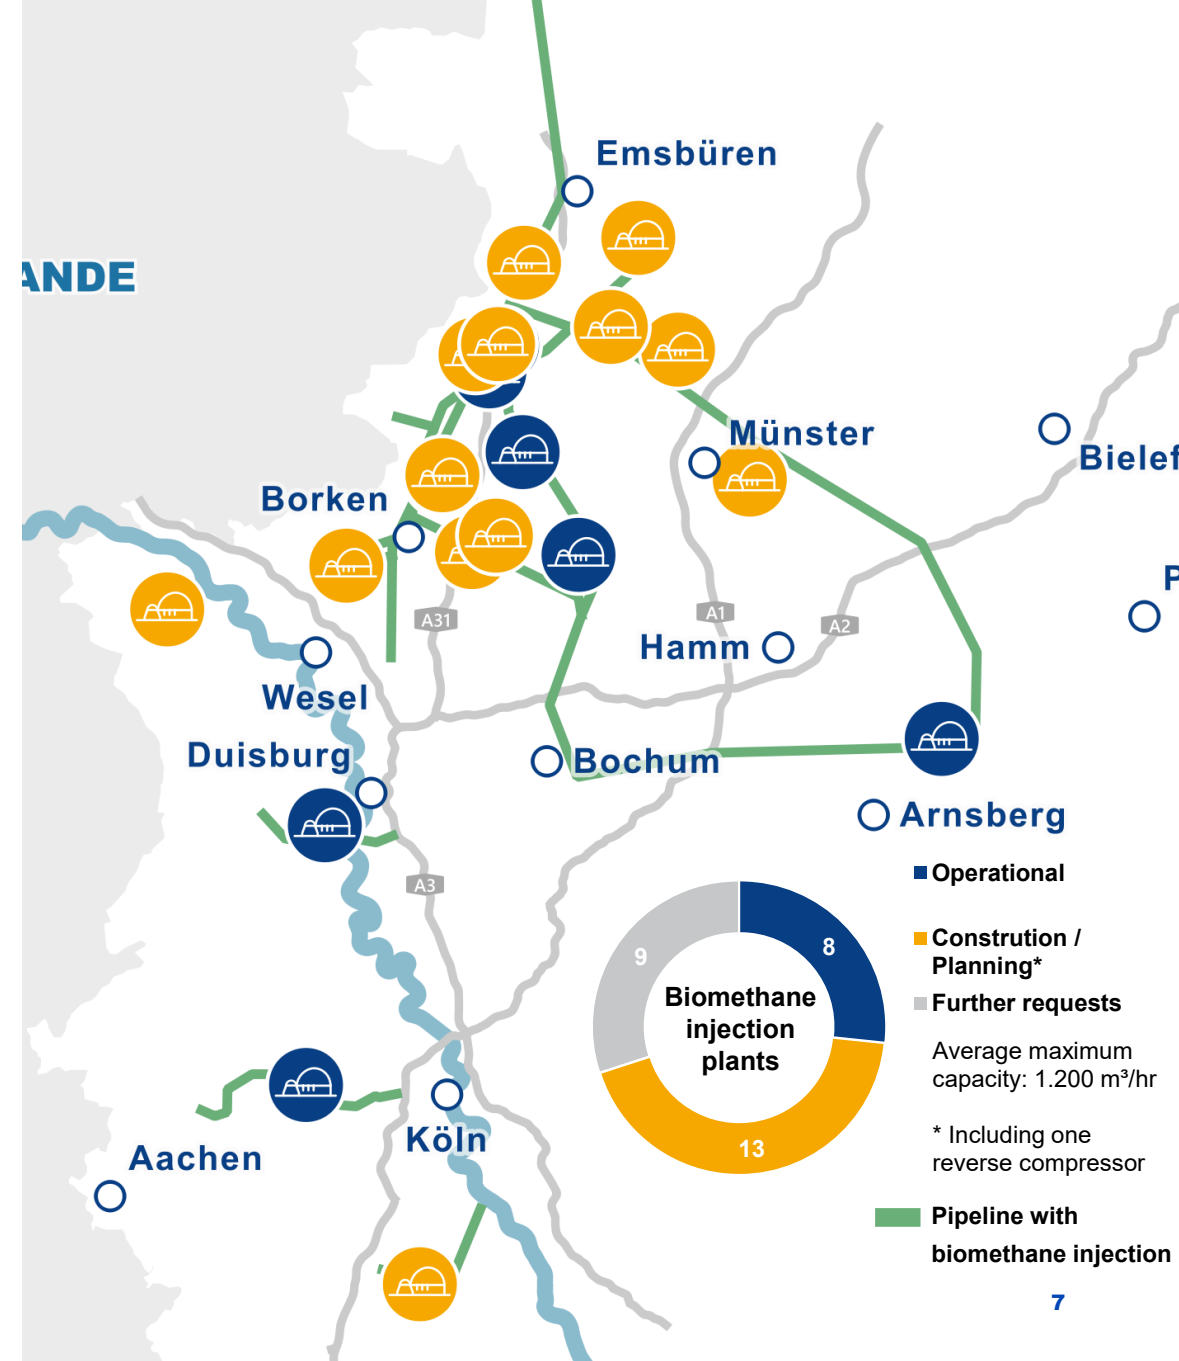 Emsbüren
ANDE
Münster
Bielef
Borken
P
A31
A1
A2
Hamm
Wesel
Duisburg
Bochum
Arnsberg
A3
Operational
Constrution /
Planning*
Further requests
8
9
13
Biomethane
injection
plants
Average maximum
capacity: 1.200 m³/hr
* Including one
reverse compressor
Köln
Aachen
Pipeline with
biomethane injection
7